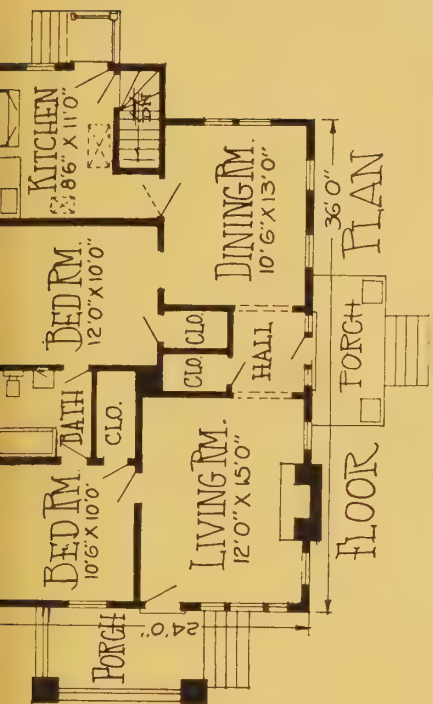 KITCHEN
8'6" X 11'0"
DN
BED RM.
12'0" X 10'0"
DINING RM.
10'6" X 13'0"
BATH
CLO.
CLO.
CLO.
HALL
BED RM.
10'6" X 10'0"
LIVING RM.
12'0" X 15'0"
PORCH
24'0"
36'0"
PORCH
FLOOR PLAN